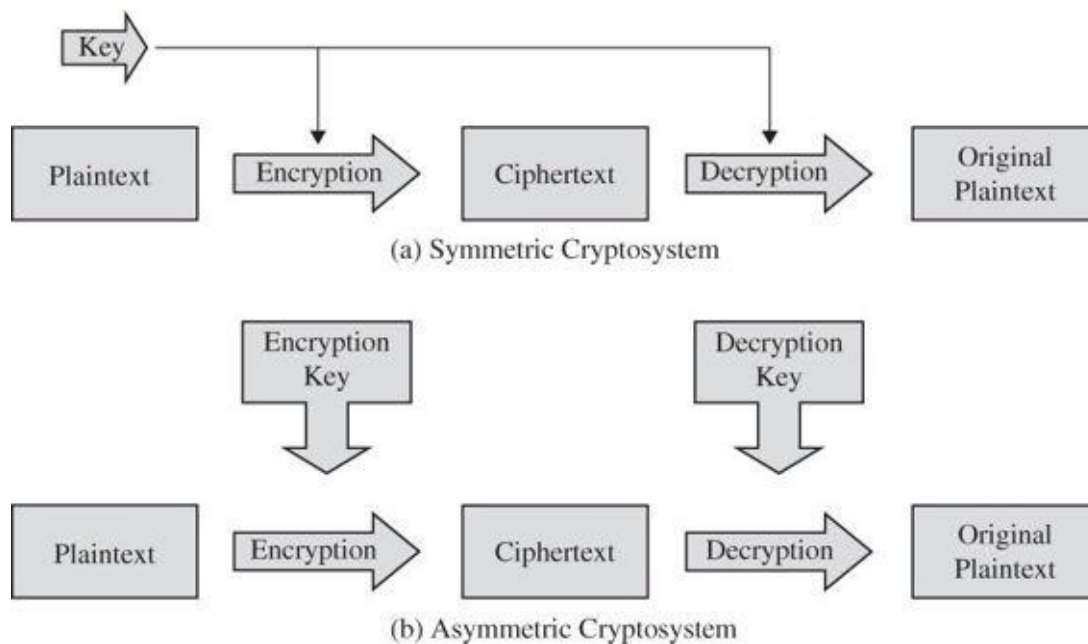 Key
Plaintext
Encryption
Ciphertext
Decryption
Original
Plaintext
(a) Symmetric Cryptosystem
Encryption
Key
Decryption
Key
Plaintext
Encryption
Ciphertext
Decryption
Original
Plaintext
(b) Asymmetric Cryptosystem